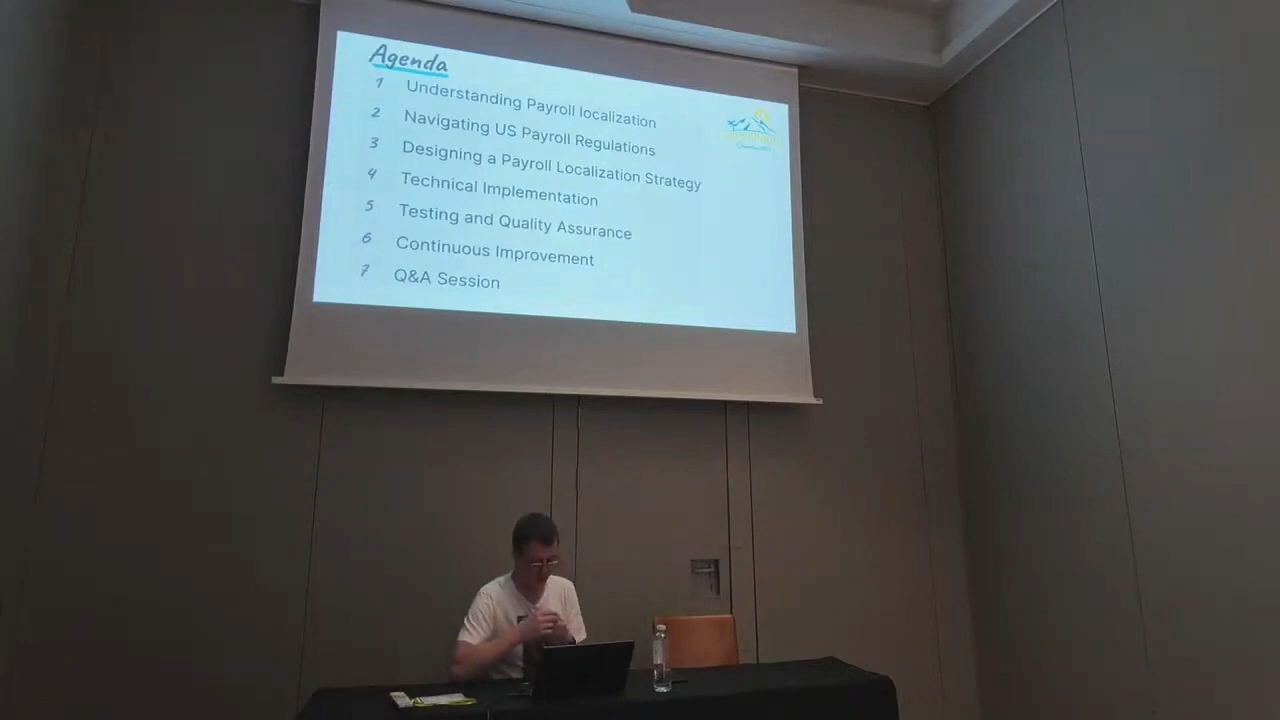 Agenda
1 Understanding Payroll localization
2 Navigating US Payroll Regulations
3 Designing a Payroll Localization Strategy
4 Technical Implementation
5 Testing and Quality Assurance
6 Continuous Improvement
7 Q&A Session